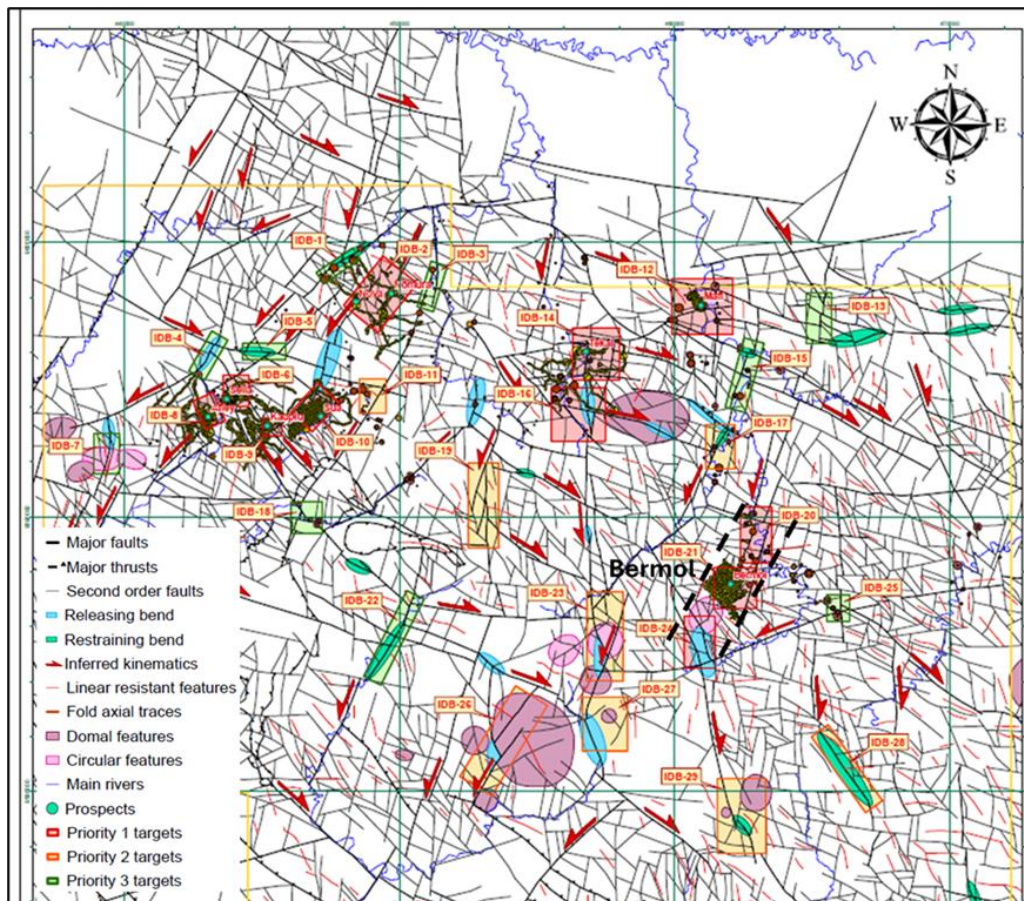 N
W
E
S
IDB-1
IDB-2
IDB-3
IDB-12
IDB-13
IDB-14
IDB-4
IDB-5
IDB-15
IDB-6
IDB-11
IDB-16
IDB-8
IDB-17
IDB-7
IDB-9
IDB-10
IDB-19
IDB-18
IDB-20
IDB-21
Bermol
IDB-23
IDB-25
IDB-22
IDB-24
IDB-27
IDB-26
IDB-28
IDB-29
Major faults
Major thrusts
Second order faults
Releasing bend
Restraining bend
Inferred kinematics
Linear resistant features
Fold axial traces
Domal features
Circular features
Main rivers
Prospects
Priority 1 targets
Priority 2 targets
Priority 3 targets